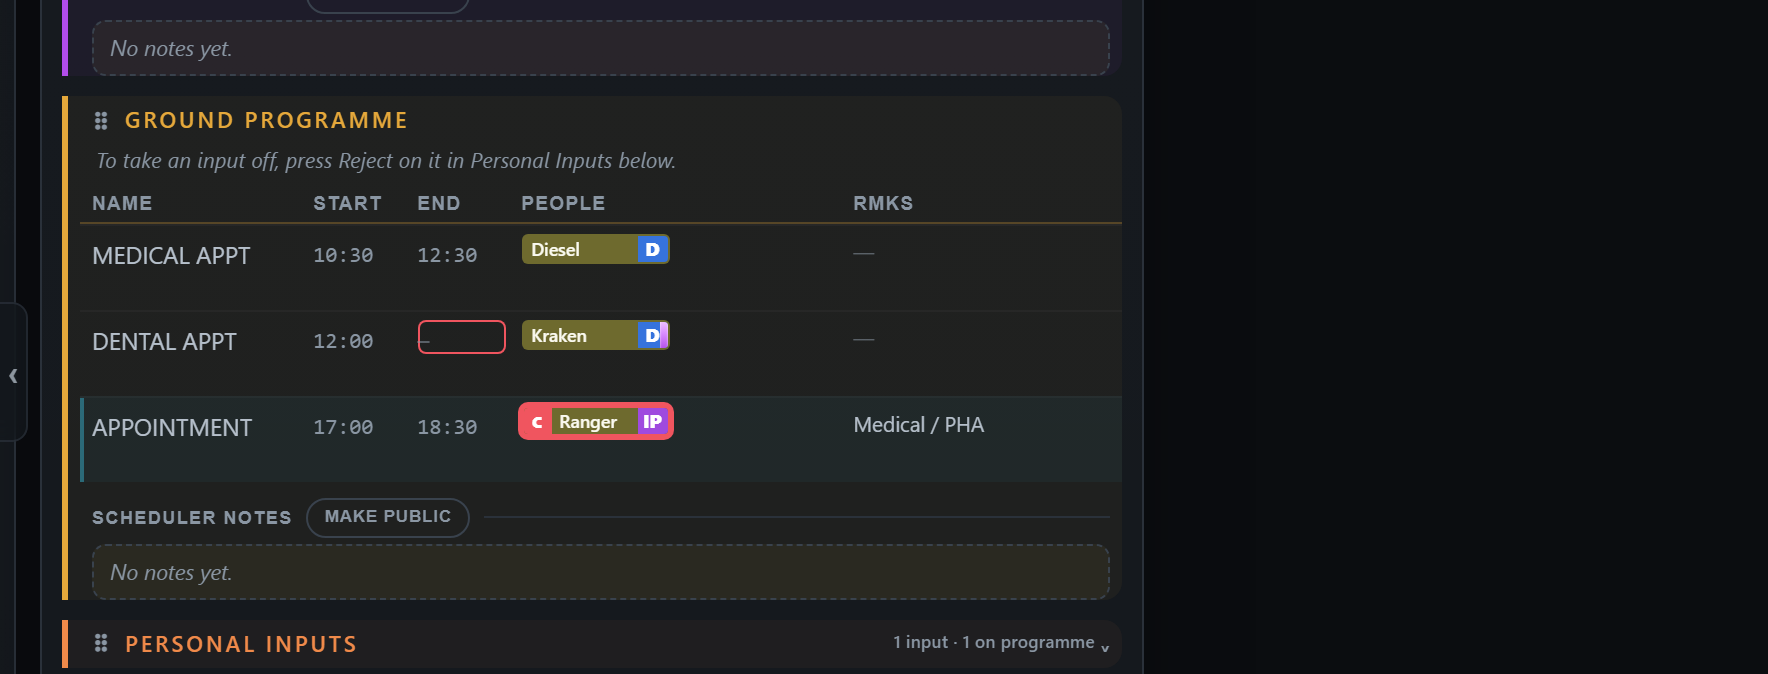 No notes yet.
GROUND PROGRAMME
To take an input off, press Reject on it in Personal Inputs below.
NAME START END PEOPLE RMKS
MEDICAL APPT 10:30 12:30 Diesel D —
DENTAL APPT 12:00 – Kraken D —
APPOINTMENT 17:00 18:30 C Ranger IP Medical / PHA
SCHEDULER NOTES MAKE PUBLIC
No notes yet.
PERSONAL INPUTS 1 input · 1 on programme